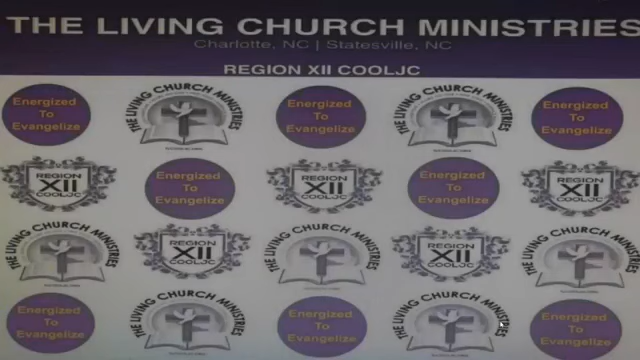 THE LIVING CHURCH MINISTRIES
Charlotte, NC | Statesville, NC
REGION XII COOLJC
Energized To Evangelize
THE LIVING CHURCH MINISTRIES
Energized To Evangelize
THE LIVING CHURCH MINISTRIES
Energized To Evangelize
REGION XII COOLJC
Energized To Evangelize
REGION XII COOLJC
Energized To Evangelize
REGION XII COOLJC
THE LIVING CHURCH MINISTRIES
REGION XII COOLJC
THE LIVING CHURCH MINISTRIES
REGION XII COOLJC
THE LIVING CHURCH MINISTRIES
Energized To Evangelize
THE LIVING CHURCH MINISTRIES
Energized To Evangelize
THE LIVING CHURCH MINISTRIES
Energized To Evangelize